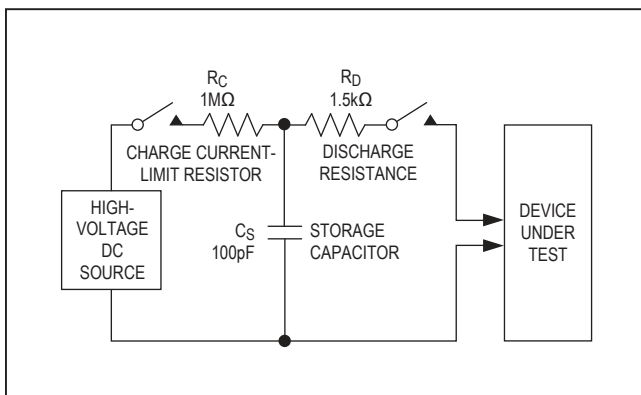 RC
1MΩ
CHARGE CURRENT-
LIMIT RESISTOR
RD
1.5kΩ
DISCHARGE
RESISTANCE
HIGH-
VOLTAGE
DC
SOURCE
CS
100pF
STORAGE
CAPACITOR
DEVICE
UNDER
TEST